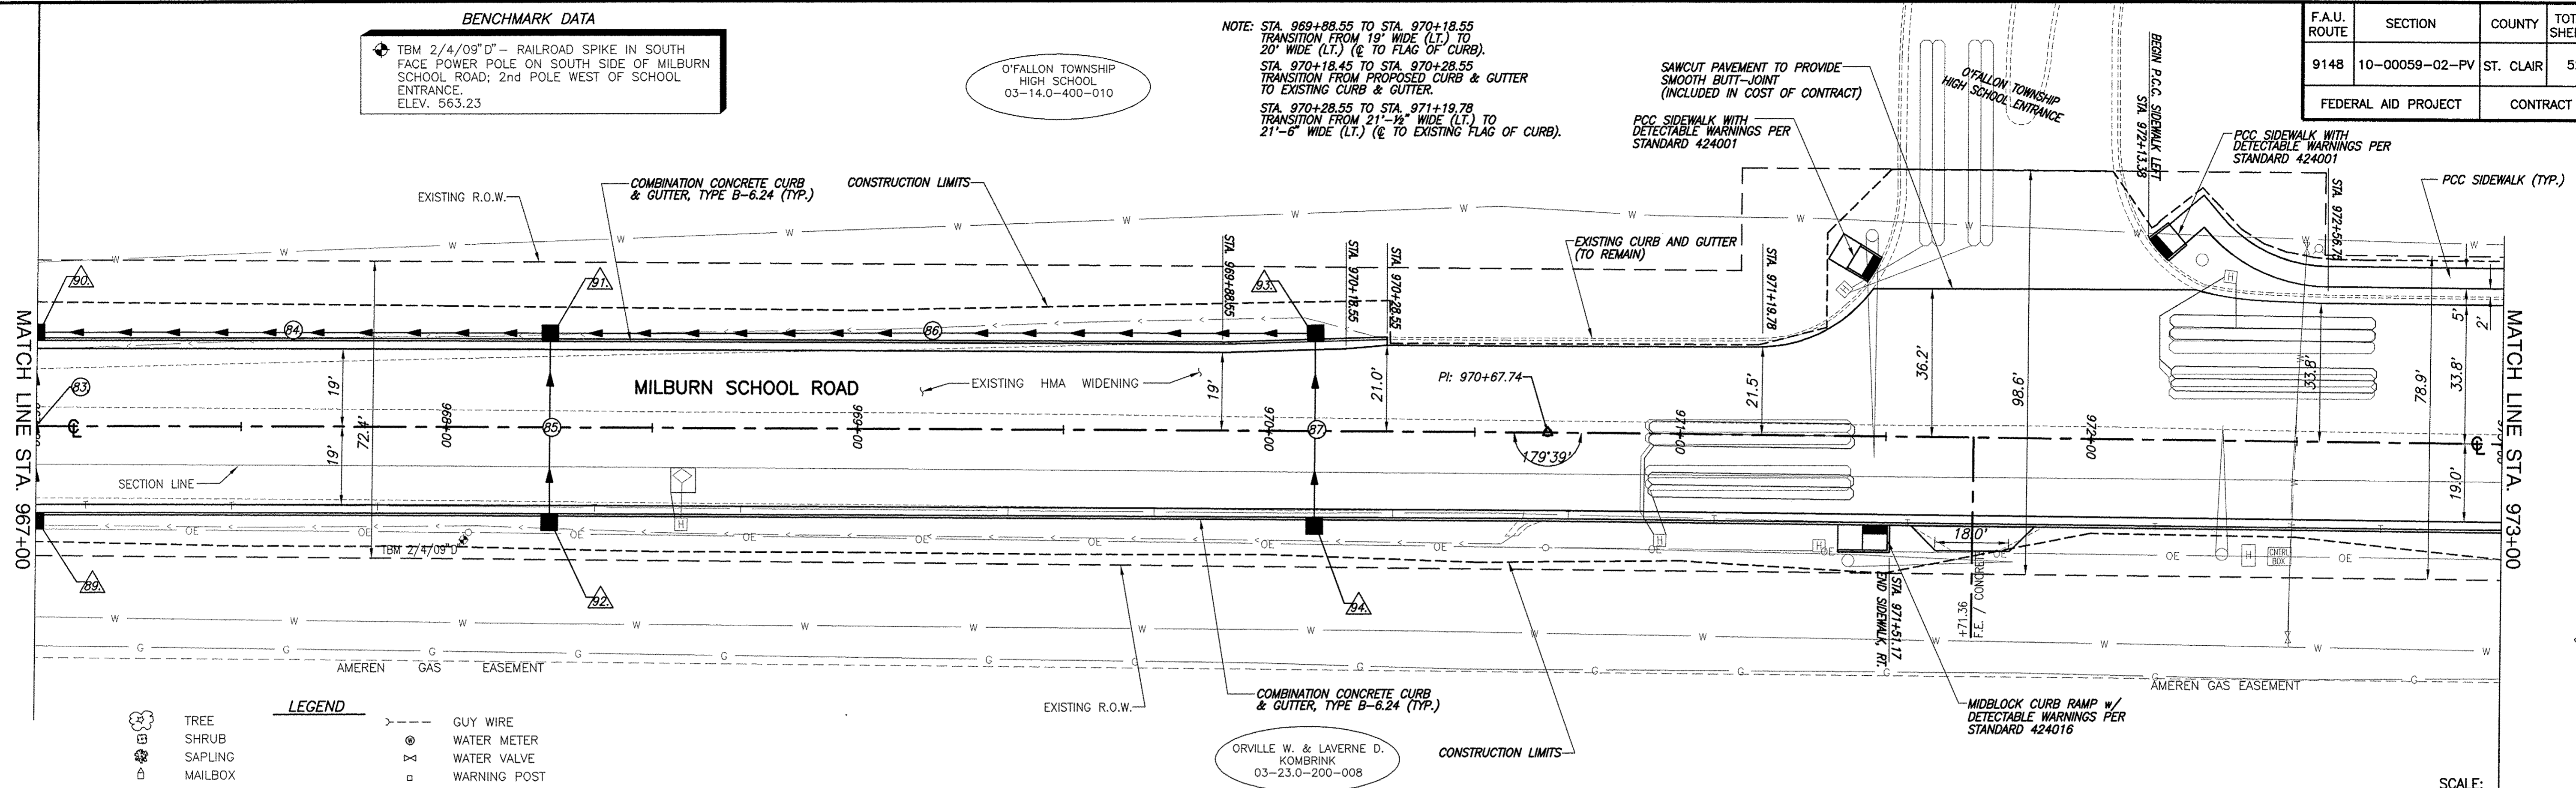 BENCHMARK DATA
TBM 2/4/09"D"– RAILROAD SPIKE IN SOUTH
FACE POWER POLE ON SOUTH SIDE OF MILBURN
SCHOOL ROAD; 2nd POLE WEST OF SCHOOL
ENTRANCE.
ELEV. 563.23
O'FALLON TOWNSHIP
HIGH SCHOOL
03-14.0-400-010
NOTE: STA. 969+88.55 TO STA. 970+18.55
TRANSITION FROM 19' WIDE (LT.) TO
20' WIDE (LT.) (℄ TO FLAG OF CURB).
STA. 970+18.45 TO STA. 970+28.55
TRANSITION FROM PROPOSED CURB & GUTTER
TO EXISTING CURB & GUTTER.
STA. 970+28.55 TO STA. 971+19.78
TRANSITION FROM 21'-½" WIDE (LT.) TO
21'-6" WIDE (LT.) (℄ TO EXISTING FLAG OF CURB).
SAWCUT PAVEMENT TO PROVIDE
SMOOTH BUTT-JOINT
(INCLUDED IN COST OF CONTRACT)
PCC SIDEWALK WITH
DETECTABLE WARNINGS PER
STANDARD 424001
O'FALLON TOWNSHIP
HIGH SCHOOL ENTRANCE
BEGIN P.C.C. SIDEWALK LEFT
STA. 972+13.38
PCC SIDEWALK WITH
DETECTABLE WARNINGS PER
STANDARD 424001
F.A.U. ROUTE SECTION COUNTY
9148 10-00059-02-PV ST. CLAIR
FEDERAL AID PROJECT CONTRACT
STA. 972+56.75
PCC SIDEWALK (TYP.)
EXISTING R.O.W.
COMBINATION CONCRETE CURB
& GUTTER, TYPE B-6.24 (TYP.)
CONSTRUCTION LIMITS
EXISTING CURB AND GUTTER
(TO REMAIN)
STA. 969+88.55
STA. 970+18.55
STA. 970+28.55
STA. 971+19.78
90.
91.
93.
84
86
83
85
87
MATCH LINE STA. 967+00
MATCH LINE STA. 973+00
19'
19'
72.4'
MILBURN SCHOOL ROAD
EXISTING HMA WIDENING
19'
21.0'
PI: 970+67.74
179°39'
21.5'
36.2'
98.6'
33.8'
78.9'
33.8'
5'
2'
19.0'
968+00
969+00
970+00
971+00
972+00
SECTION LINE
TBM 2/4/09"D"
18.0'
CNTRL
BOX
STA. 971+51.17
END SIDEWALK, RT.
+71.36
F.E. / CONCRETE
89.
92.
94.
AMEREN GAS EASEMENT
AMEREN GAS EASEMENT
EXISTING R.O.W.
COMBINATION CONCRETE CURB
& GUTTER, TYPE B-6.24 (TYP.)
CONSTRUCTION LIMITS
MIDBLOCK CURB RAMP w/
DETECTABLE WARNINGS PER
STANDARD 424016
ORVILLE W. & LAVERNE D.
KOMBRINK
03-23.0-200-008
LEGEND
TREE
SHRUB
SAPLING
MAILBOX
GUY WIRE
WATER METER
WATER VALVE
WARNING POST
SCALE: